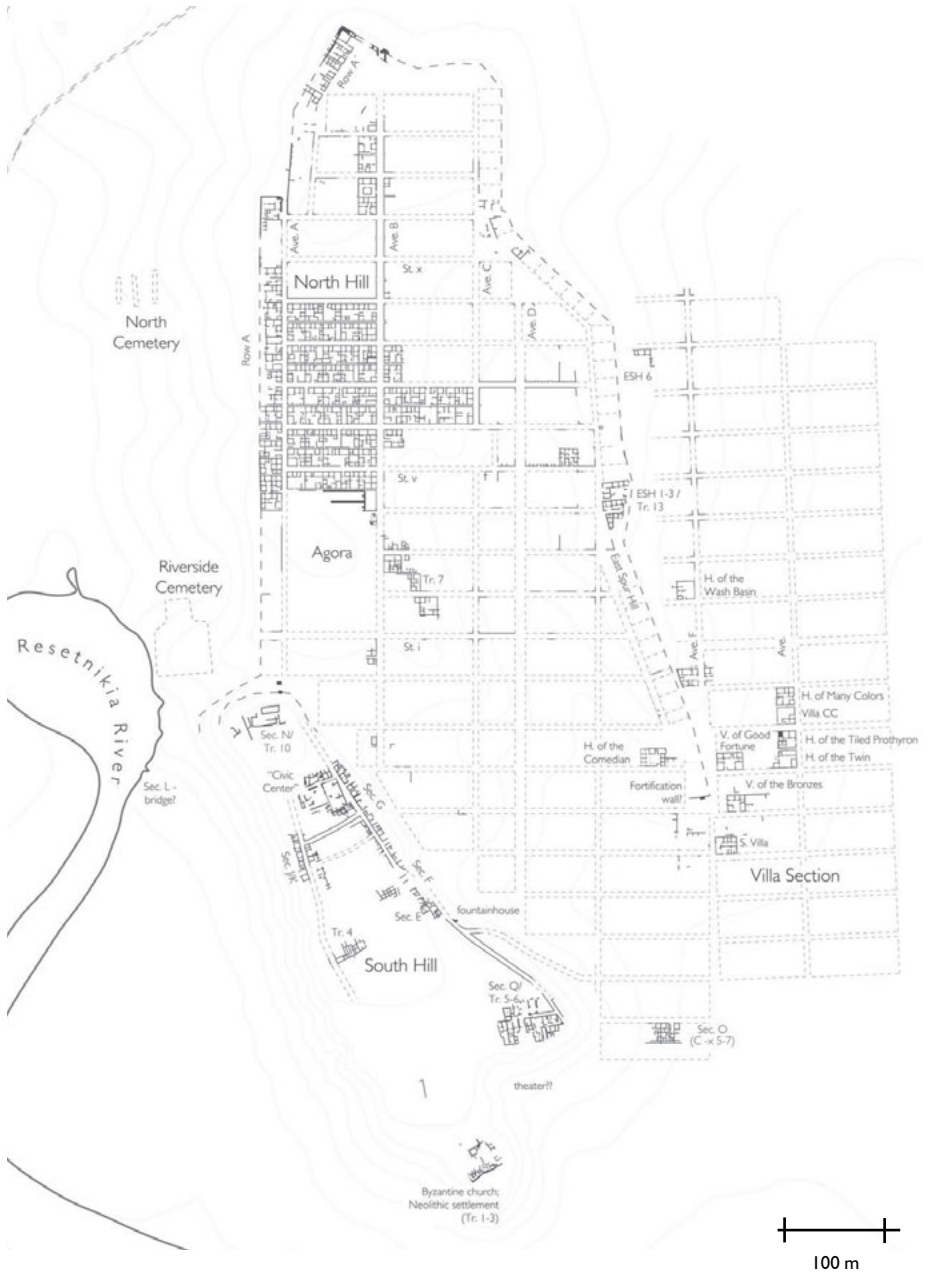 Row A'
Ave. A
Ave. B
St. x
Ave. C
North Hill
Ave. D
North
Cemetery
Row A
ESH 6
St. v
ESH 1-3 /
Tr. 13
Agora
Riverside
Cemetery
Tr. 7
East Spur Hill
H. of the
Wash Basin
Resetnikia River
St. i
Ave. F
Ave.
H. of Many Colors
Villa CC
Sec. N/
Tr. 10
V. of Good
Fortune
H. of the Tiled Prothyron
H. of the Twin
H. of the
Comedian
"Civic
Center"
Sec. G
Sec. L -
bridge?
Fortification
wall?
V. of the Bronzes
S. Villa
Sec. J/K
Sec. F
Villa Section
Sec. E
fountainhouse
Tr. 4
South Hill
Sec. Q/
Tr. 5-6
Sec. O
(C -x 5-7)
theater??
Byzantine church;
Neolithic settlement
(Tr. 1-3)
100 m